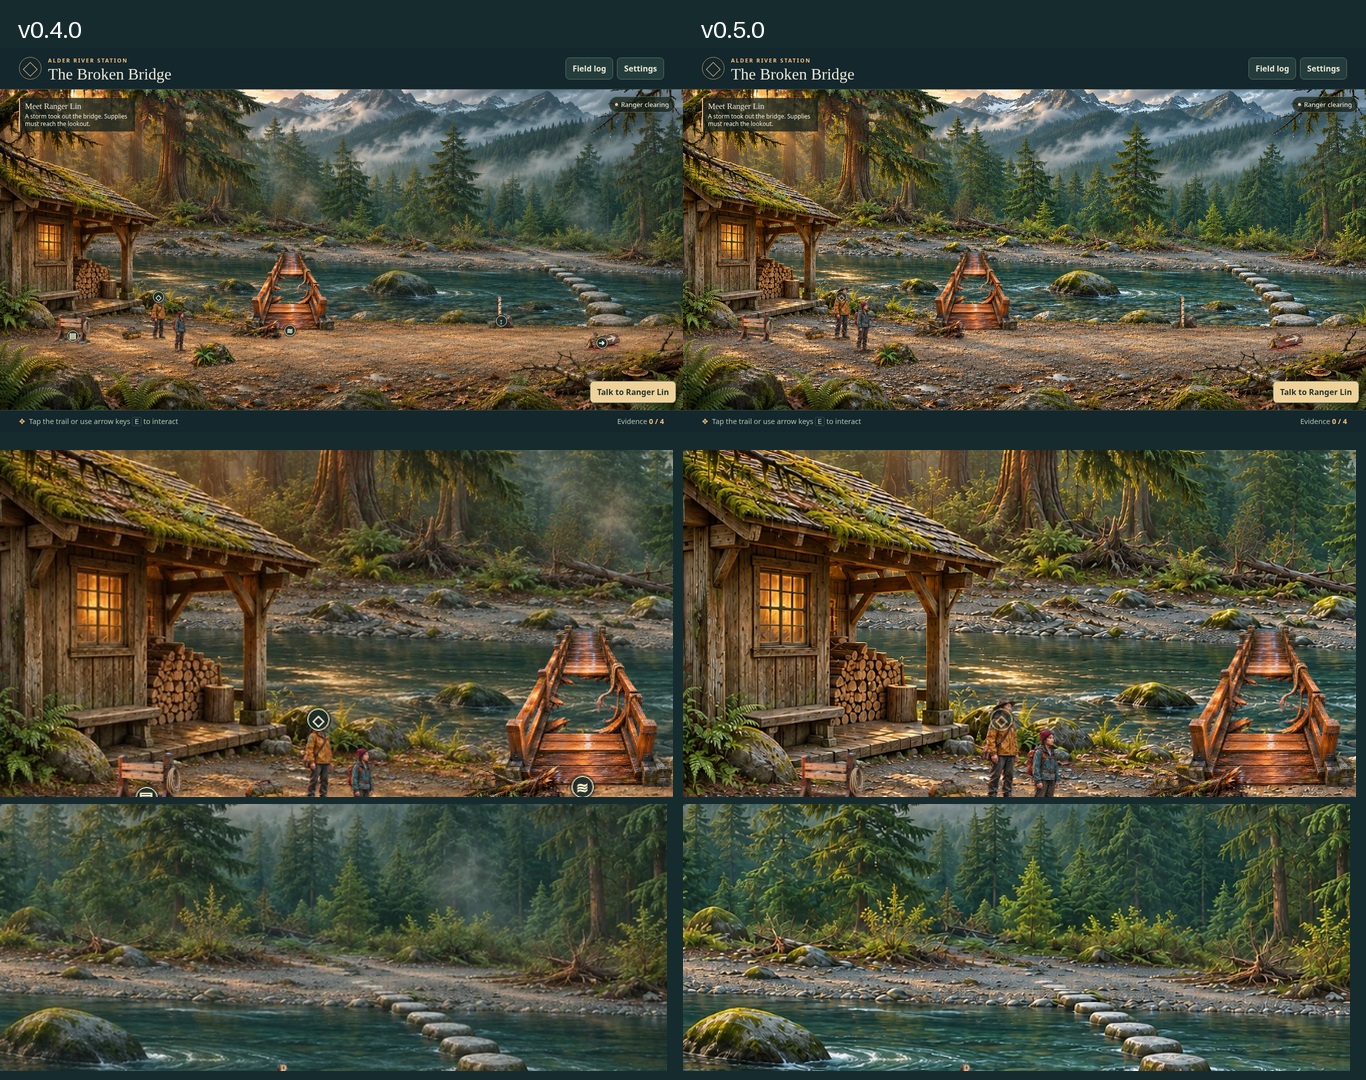 v0.4.0
ALDER RIVER STATION
The Broken Bridge
Field log
Settings
Meet Ranger Lin
A storm took out the bridge. Supplies
must reach the lookout.
Ranger clearing
Talk to Ranger Lin
Tap the trail or use arrow keys E to interact
Evidence 0 / 4
v0.5.0
ALDER RIVER STATION
The Broken Bridge
Field log
Settings
Meet Ranger Lin
A storm took out the bridge. Supplies
must reach the lookout.
Ranger clearing
Talk to Ranger Lin
Tap the trail or use arrow keys E to interact
Evidence 0 / 4